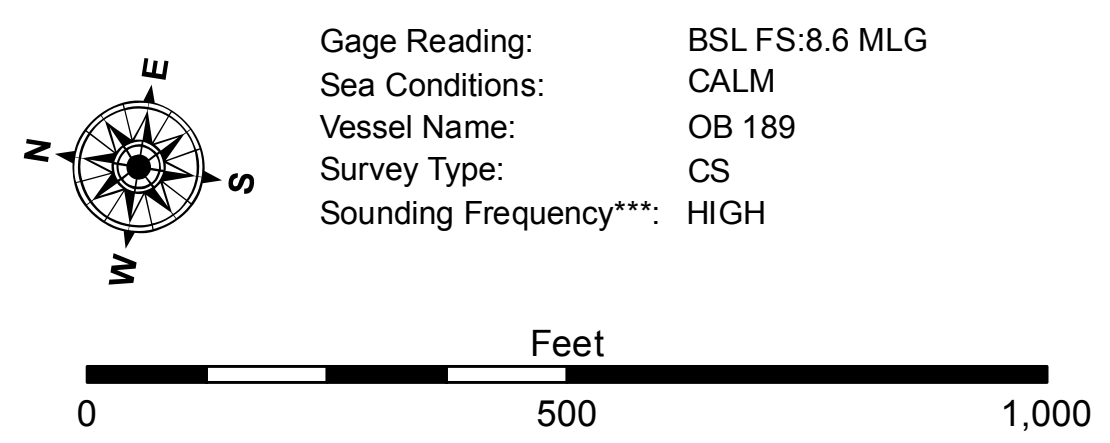 E
N
S
W
Gage Reading: BSL FS:8.6 MLG
Sea Conditions: CALM
Vessel Name: OB 189
Survey Type: CS
Sounding Frequency***: HIGH
Feet
0 500 1,000